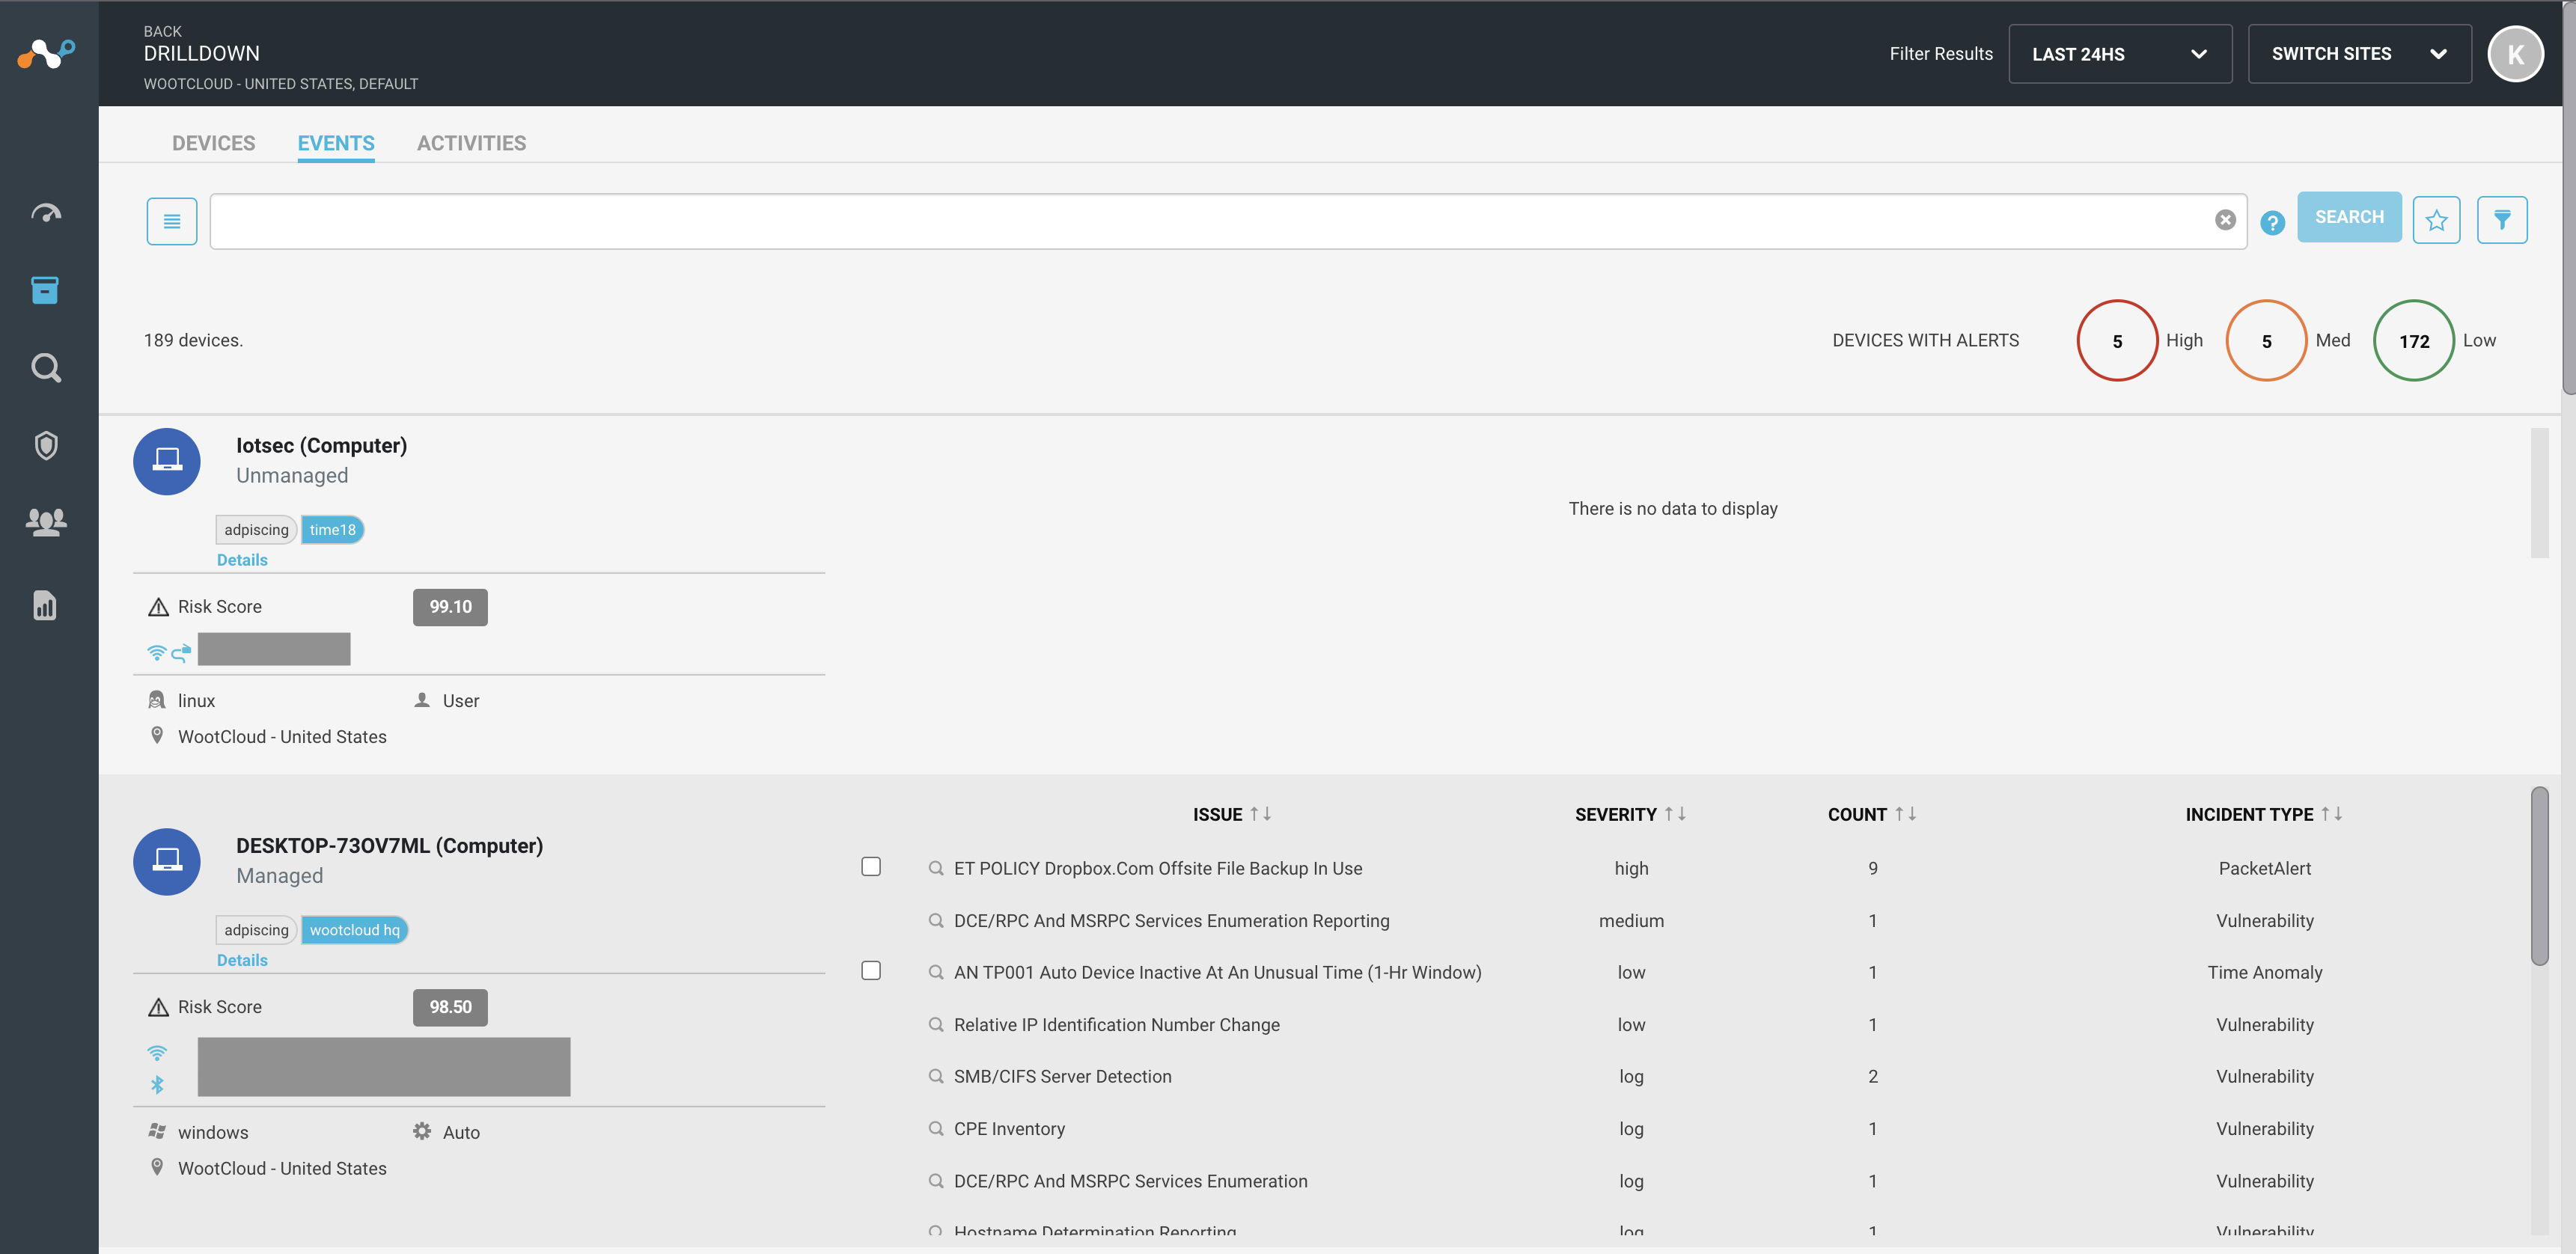 BACK
DRILLDOWN
WOOTCLOUD - UNITED STATES, DEFAULT
Filter Results
LAST 24HS
SWITCH SITES
K
DEVICES EVENTS ACTIVITIES
?
SEARCH
189 devices.
DEVICES WITH ALERTS 5 High 5 Med 172 Low
Iotsec (Computer)
Unmanaged
adpiscing time18
Details
Risk Score 99.10
linux User
WootCloud - United States
There is no data to display
DESKTOP-73OV7ML (Computer)
Managed
adpiscing wootcloud hq
Details
Risk Score 98.50
windows Auto
WootCloud - United States
ISSUE SEVERITY COUNT INCIDENT TYPE
ET POLICY Dropbox.Com Offsite File Backup In Use high 9 PacketAlert
DCE/RPC And MSRPC Services Enumeration Reporting medium 1 Vulnerability
AN TP001 Auto Device Inactive At An Unusual Time (1-Hr Window) low 1 Time Anomaly
Relative IP Identification Number Change low 1 Vulnerability
SMB/CIFS Server Detection log 2 Vulnerability
CPE Inventory log 1 Vulnerability
DCE/RPC And MSRPC Services Enumeration log 1 Vulnerability
Hostname Determination Reporting log 1 Vulnerability